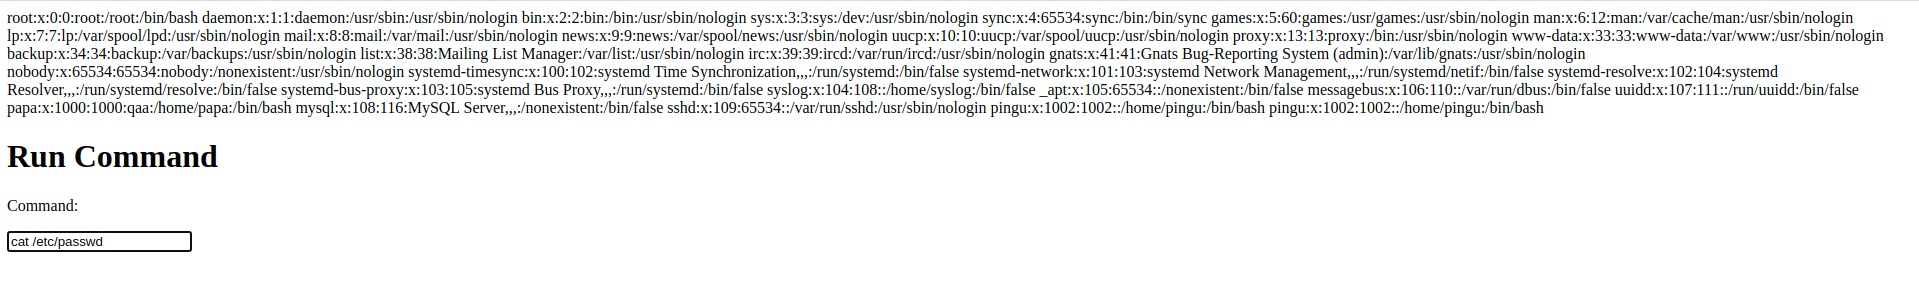 root:x:0:0:root:/root:/bin/bash daemon:x:1:1:daemon:/usr/sbin:/usr/sbin/nologin bin:x:2:2:bin:/bin:/usr/sbin/nologin sys:x:3:3:sys:/dev:/usr/sbin/nologin sync:x:4:65534:sync:/bin:/bin/sync games:x:5:60:games:/usr/games:/usr/sbin/nologin man:x:6:12:man:/var/cache/man:/usr/sbin/nologin
lp:x:7:7:lp:/var/spool/lpd:/usr/sbin/nologin mail:x:8:8:mail:/var/mail:/usr/sbin/nologin news:x:9:9:news:/var/spool/news:/usr/sbin/nologin uucp:x:10:10:uucp:/var/spool/uucp:/usr/sbin/nologin proxy:x:13:13:proxy:/bin:/usr/sbin/nologin www-data:x:33:33:www-data:/var/www:/usr/sbin/nologin
backup:x:34:34:backup:/var/backups:/usr/sbin/nologin list:x:38:38:Mailing List Manager:/var/list:/usr/sbin/nologin irc:x:39:39:ircd:/var/run/ircd:/usr/sbin/nologin gnats:x:41:41:Gnats Bug-Reporting System (admin):/var/lib/gnats:/usr/sbin/nologin
nobody:x:65534:65534:nobody:/nonexistent:/usr/sbin/nologin systemd-timesync:x:100:102:systemd Time Synchronization,,,:/run/systemd:/bin/false systemd-network:x:101:103:systemd Network Management,,,:/run/systemd/netif:/bin/false systemd-resolve:x:102:104:systemd
Resolver,,,:/run/systemd/resolve:/bin/false systemd-bus-proxy:x:103:105:systemd Bus Proxy,,,:/run/systemd:/bin/false syslog:x:104:108::/home/syslog:/bin/false _apt:x:105:65534::/nonexistent:/bin/false messagebus:x:106:110::/var/run/dbus:/bin/false uuidd:x:107:111::/run/uuidd:/bin/false
papa:x:1000:1000:qaa:/home/papa:/bin/bash mysql:x:108:116:MySQL Server,,,:/nonexistent:/bin/false sshd:x:109:65534::/var/run/sshd:/usr/sbin/nologin pingu:x:1002:1002::/home/pingu:/bin/bash pingu:x:1002:1002::/home/pingu:/bin/bash
Run Command
Command:
cat /etc/passwd